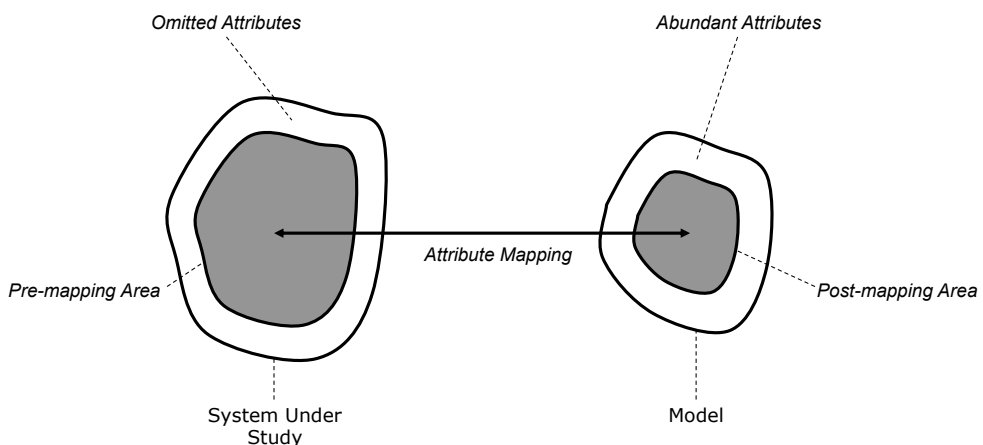 Omitted Attributes
Abundant Attributes
Attribute Mapping
Pre-mapping Area
Post-mapping Area
System Under
Study
Model